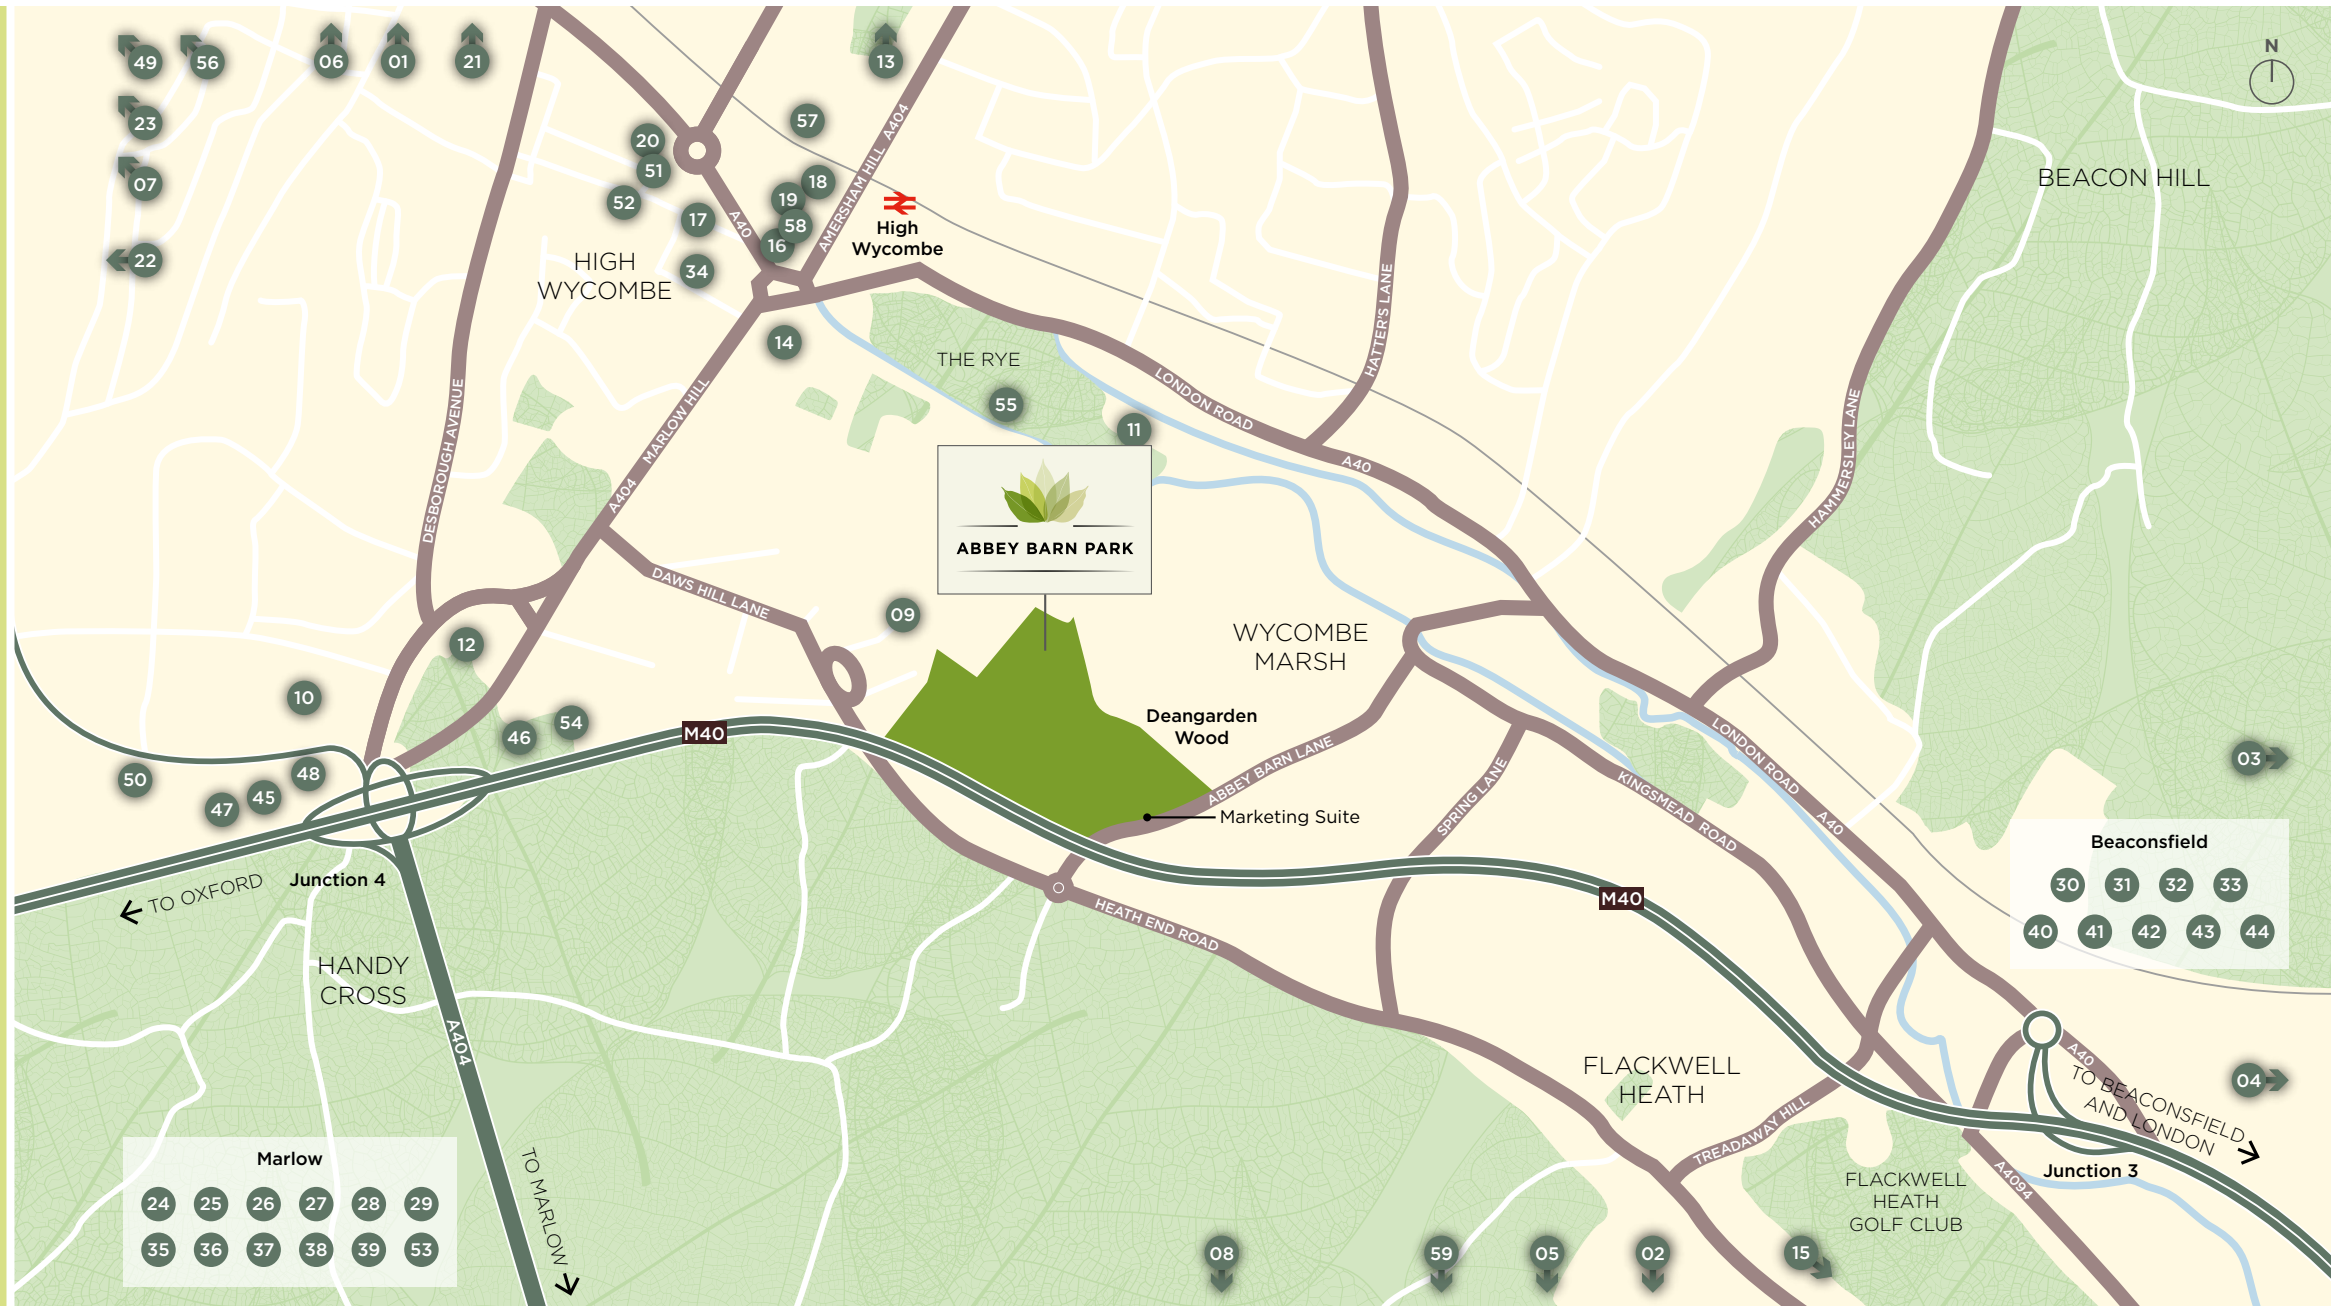 49
56
06
01
21
13
N
23
57
20
51
A404
07
18
52
19
17
A40
58
16
AMERSHAM HILL
High
Wycombe
BEACON HILL
22
HIGH
WYCOMBE
34
14
THE RYE
55
11
LONDON ROAD
HATTER'S LANE
A40
DESBOROUGH AVENUE
MARLOW HILL
A404
HAMMERSLEY LANE
ABBEY BARN PARK
DAWS HILL LANE
09
12
WYCOMBE
MARSH
10
46
54
M40
Deangarden
Wood
50
47
45
48
ABBEY BARN LANE
Marketing Suite
SPRING LANE
KINGSMEAD ROAD
LONDON ROAD
A40
03
Beaconsfield
30
31
32
33
40
41
42
43
44
Junction 4
TO OXFORD
M40
HEATH END ROAD
HANDY
CROSS
A404
FLACKWELL
HEATH
A40
04
TO BEACONSFIELD
AND LONDON
TREADAWAY HILL
Junction 3
A4094
FLACKWELL
HEATH
GOLF CLUB
Marlow
24
25
26
27
28
29
35
36
37
38
39
53
TO MARLOW
08
59
05
02
15